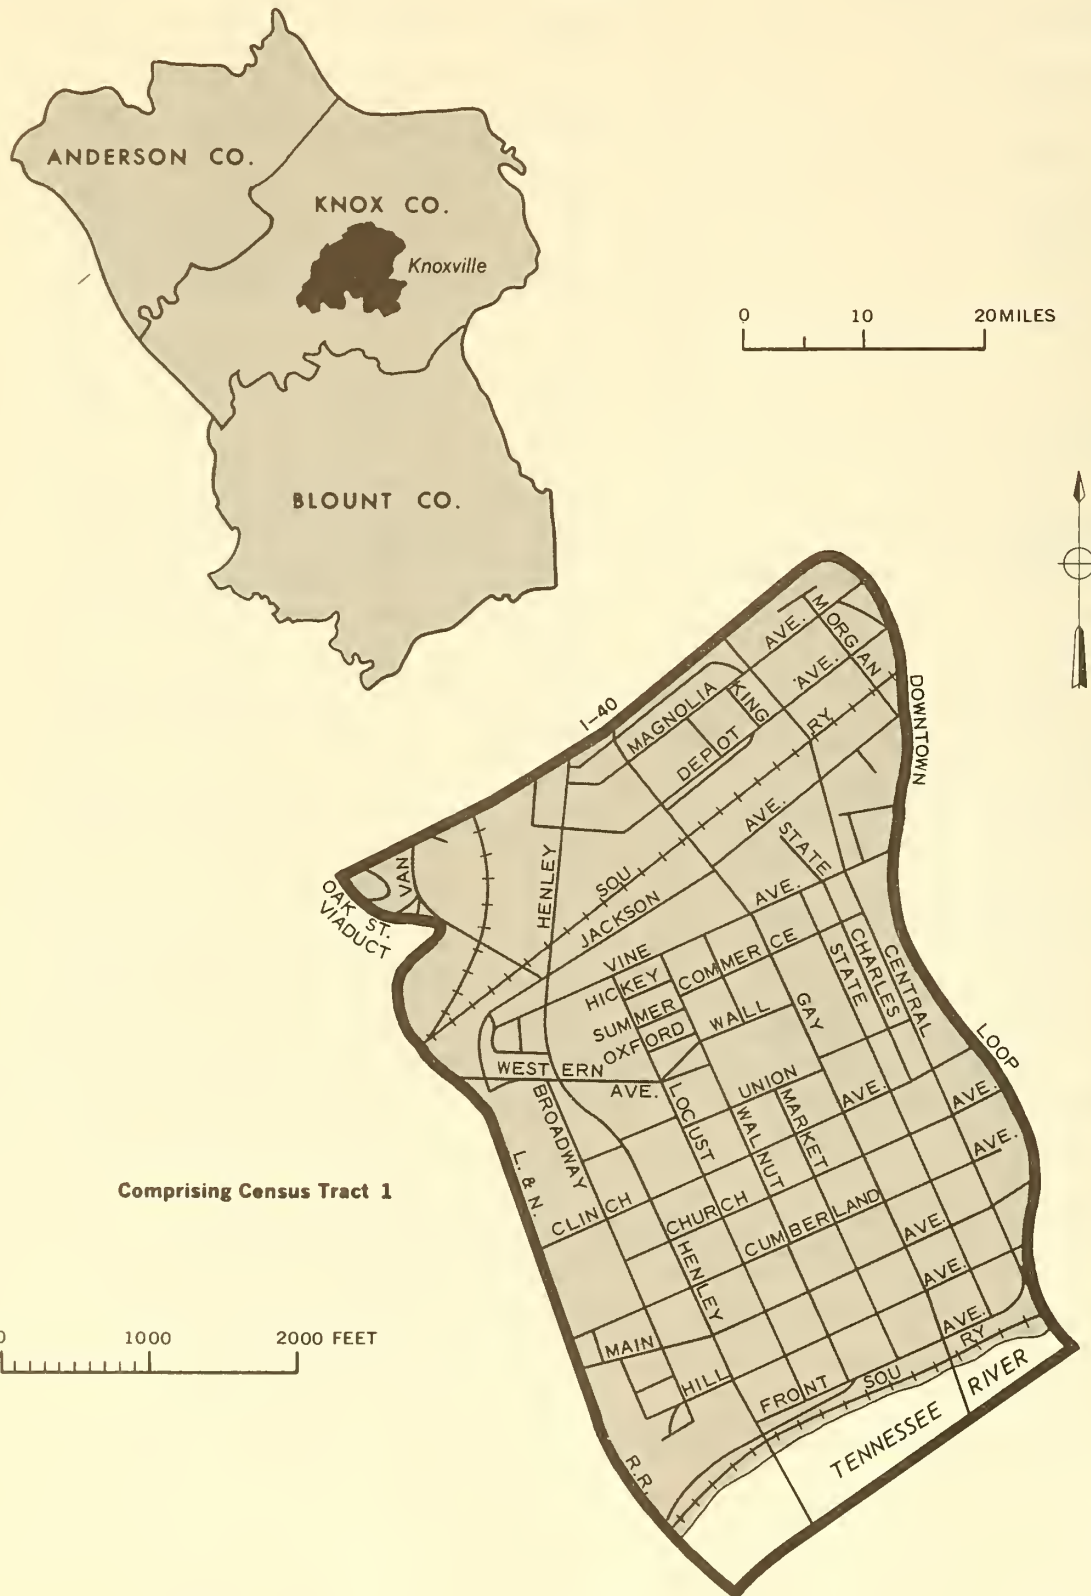 ANDERSON CO.
KNOX CO.
Knoxville
0 10 20 MILES
BLOUNT CO.
I-40
MAGNOLIA AVE.
MORGAN
KING
DEPOT AVE.
DOWNTOWN
LOOP
SOU RY
JACKSON AVE.
STATE
HENLEY
VAN
OAK ST.
VIADUCT
VINE AVE.
HICKEY
COMMERCE
SUMMER
OXFORD
WALL
GAY
STATE
CHARLES
CENTRAL
WESTERN
AVE.
BROADWAY
LOCUST
UNION AVE.
WALNUT
MARKET
L. & N.
R.R.
Comprising Census Tract 1
CLINCH AVE.
CHURCH AVE.
CUMBERLAND AVE.
HENLEY
0 1000 2000 FEET
MAIN AVE.
HILL AVE.
FRONT
SOU RY
TENNESSEE RIVER